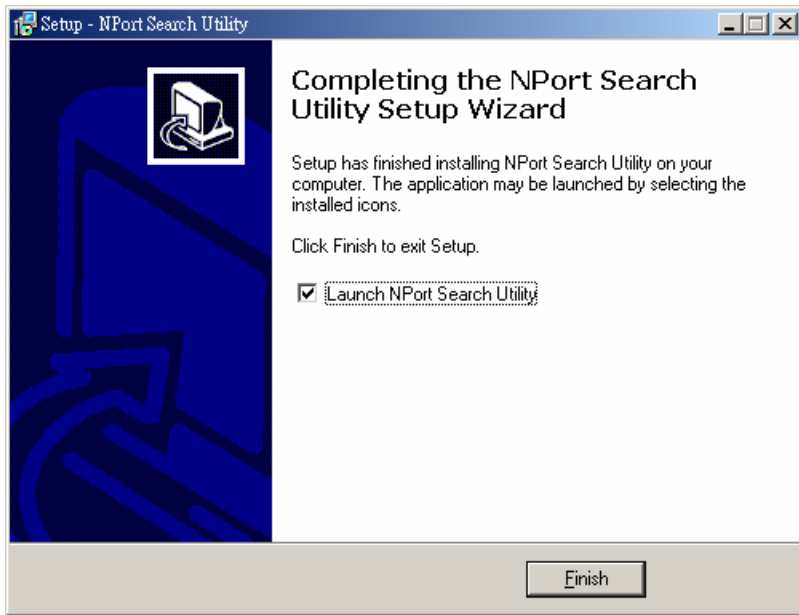 Setup - NPort Search Utility
Completing the NPort Search
Utility Setup Wizard
Setup has finished installing NPort Search Utility on your
computer. The application may be launched by selecting the
installed icons.
Click Finish to exit Setup.
Launch NPort Search Utility
Finish